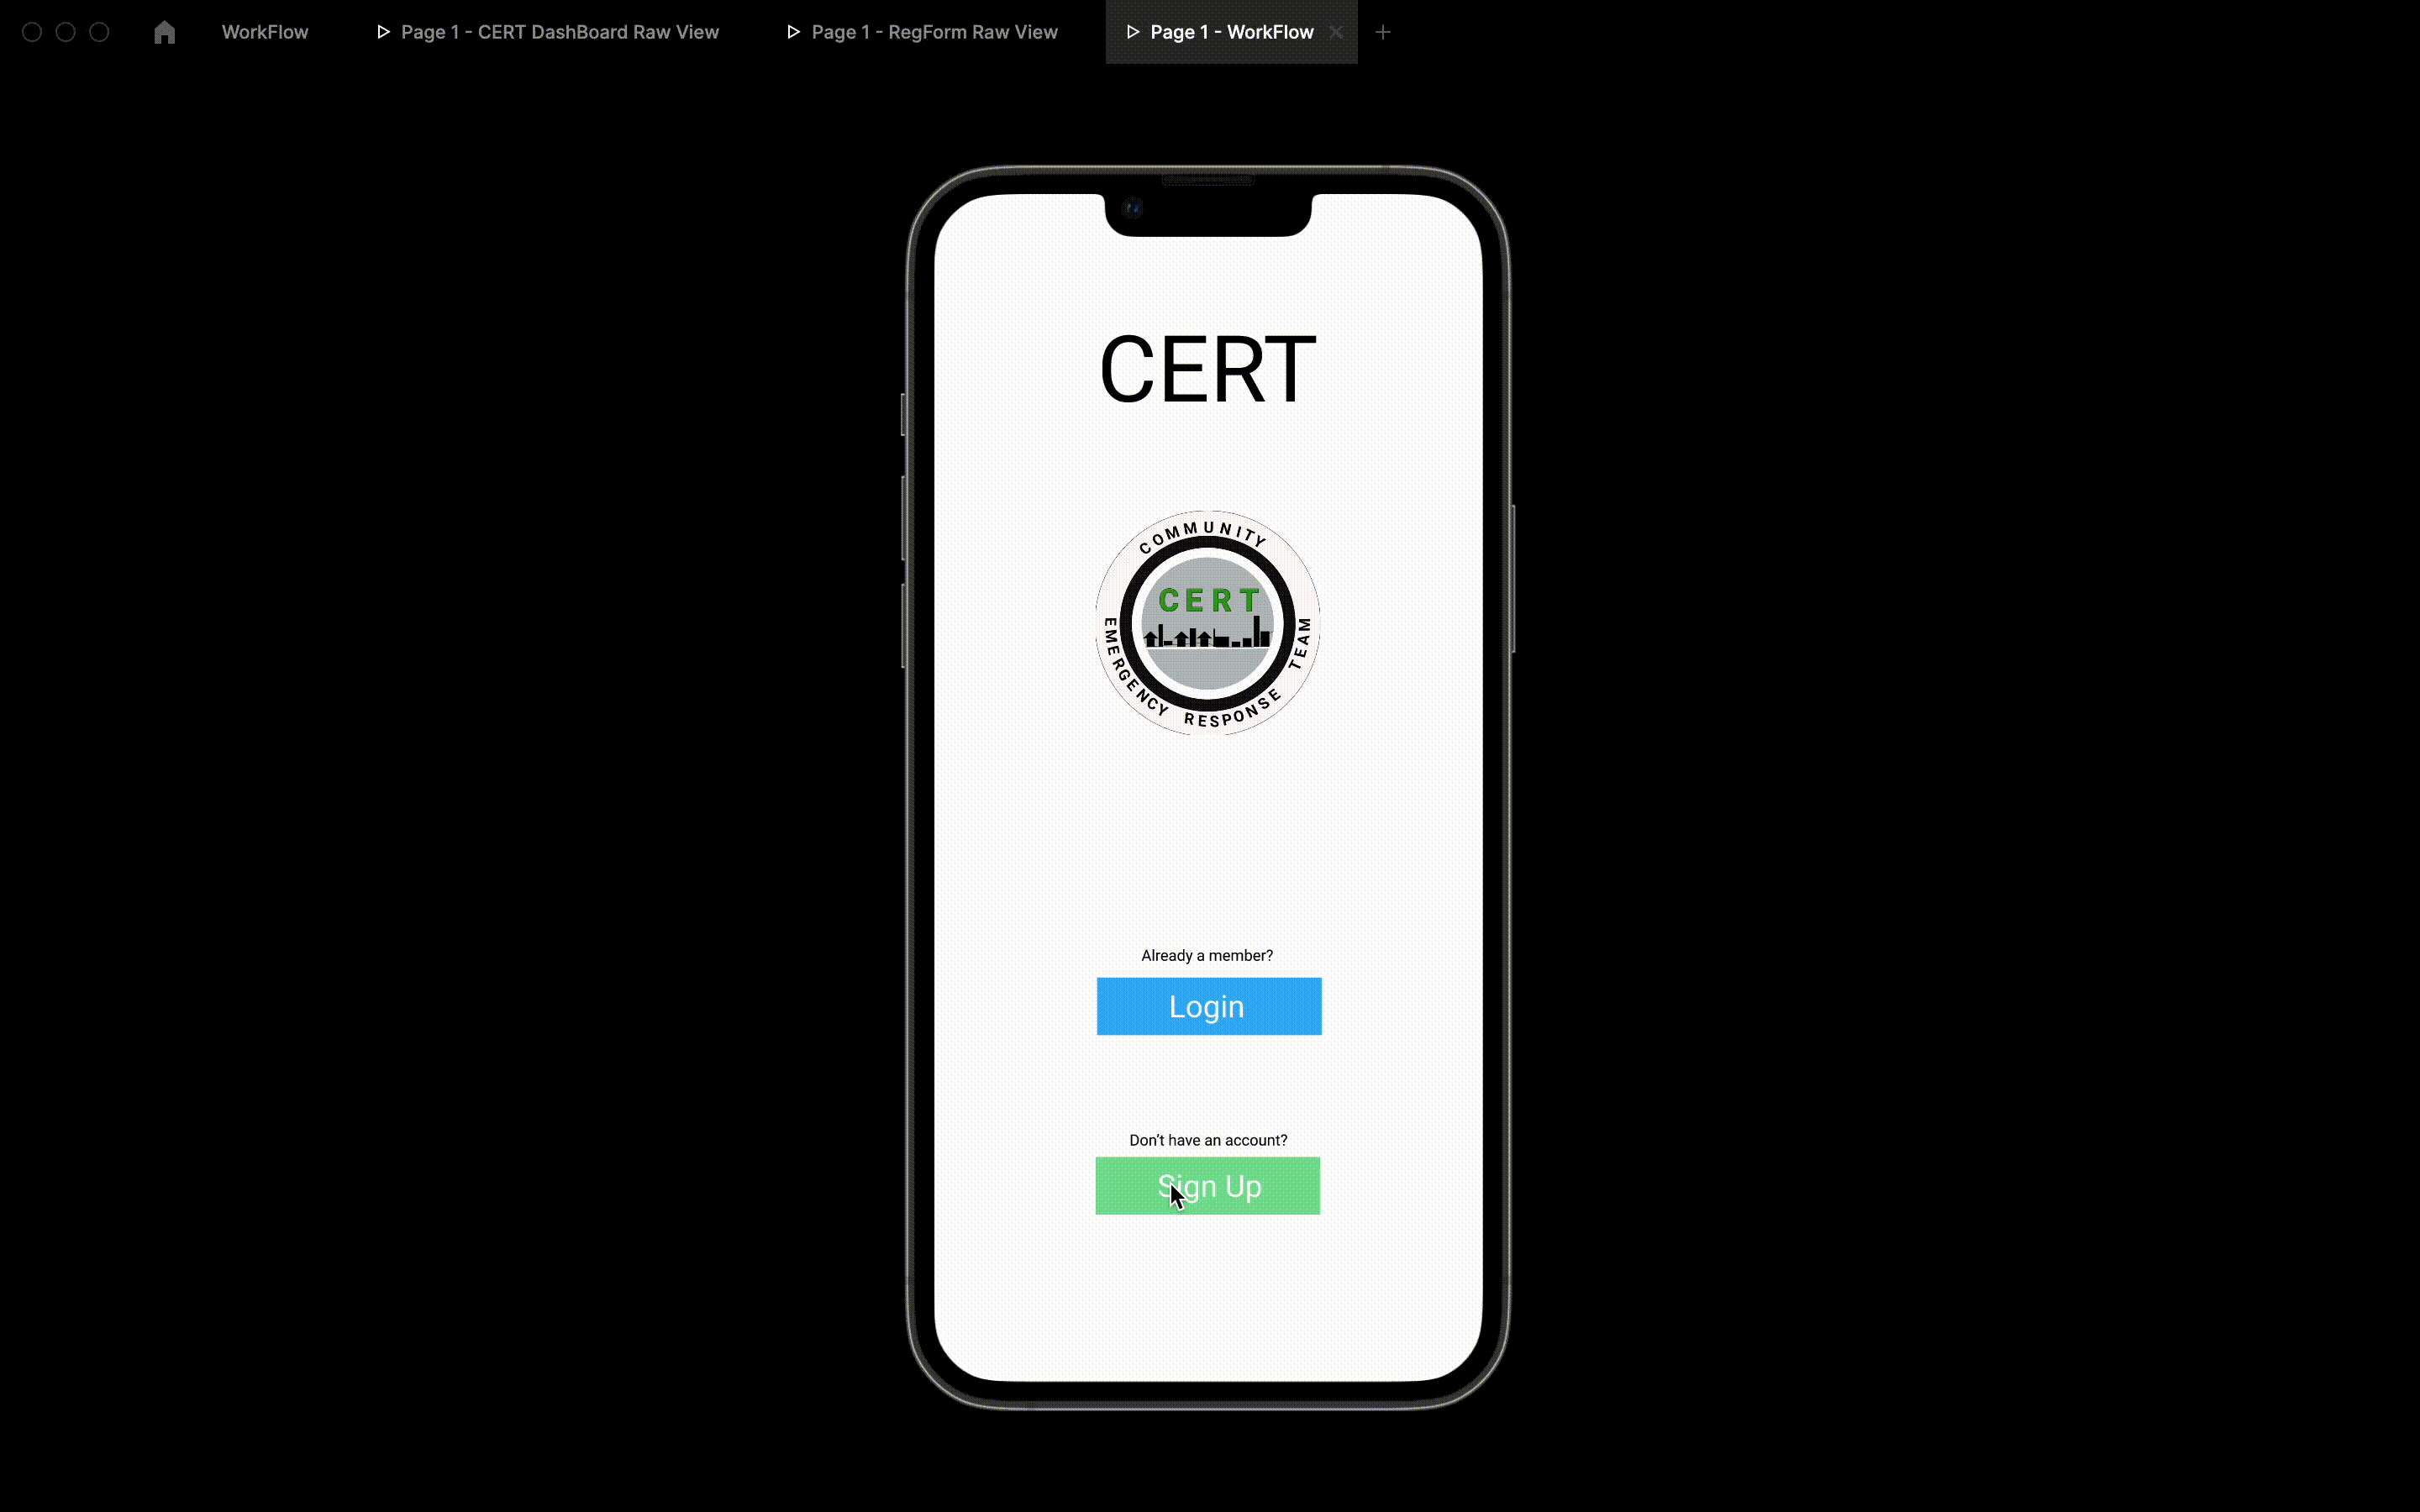 WorkFlow
Page 1 - CERT DashBoard Raw View
Page 1 - RegForm Raw View
Page 1 - WorkFlow
CERT
COMMUNITY
CERT
EMERGENCY RESPONSE TEAM
Already a member?
Login
Don't have an account?
Sign Up